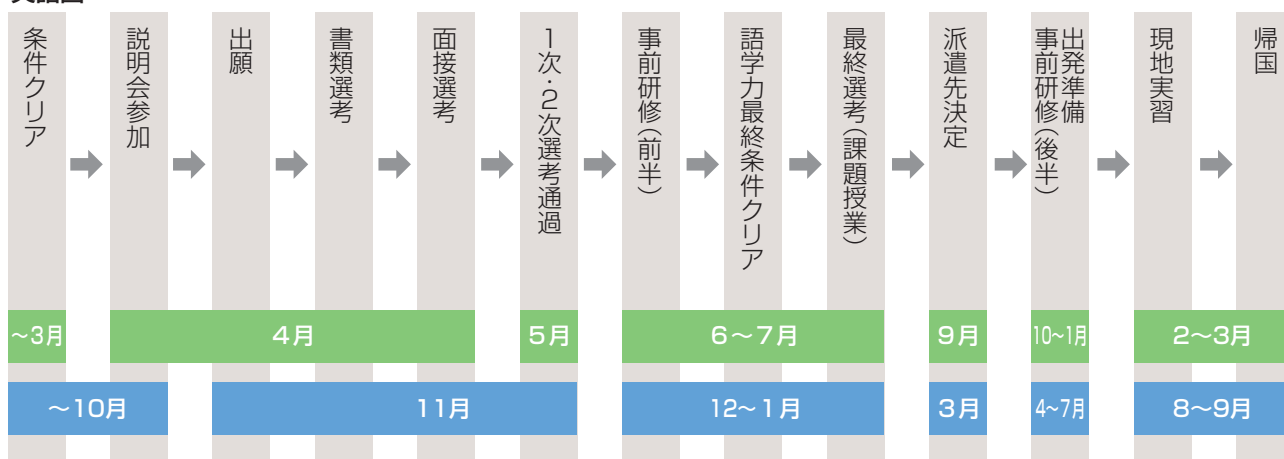 条件クリア
説明会参加
出願
書類選考
面接選考
1次・2次選考通過
事前研修（前半）
語学力最終条件クリア
最終選考（課題授業）
派遣先決定
出発準備
事前研修（後半）
現地実習
帰国
～3月
4月
5月
6～7月
9月
10~1月
2～3月
～10月
11月
12～1月
3月
4~7月
8～9月